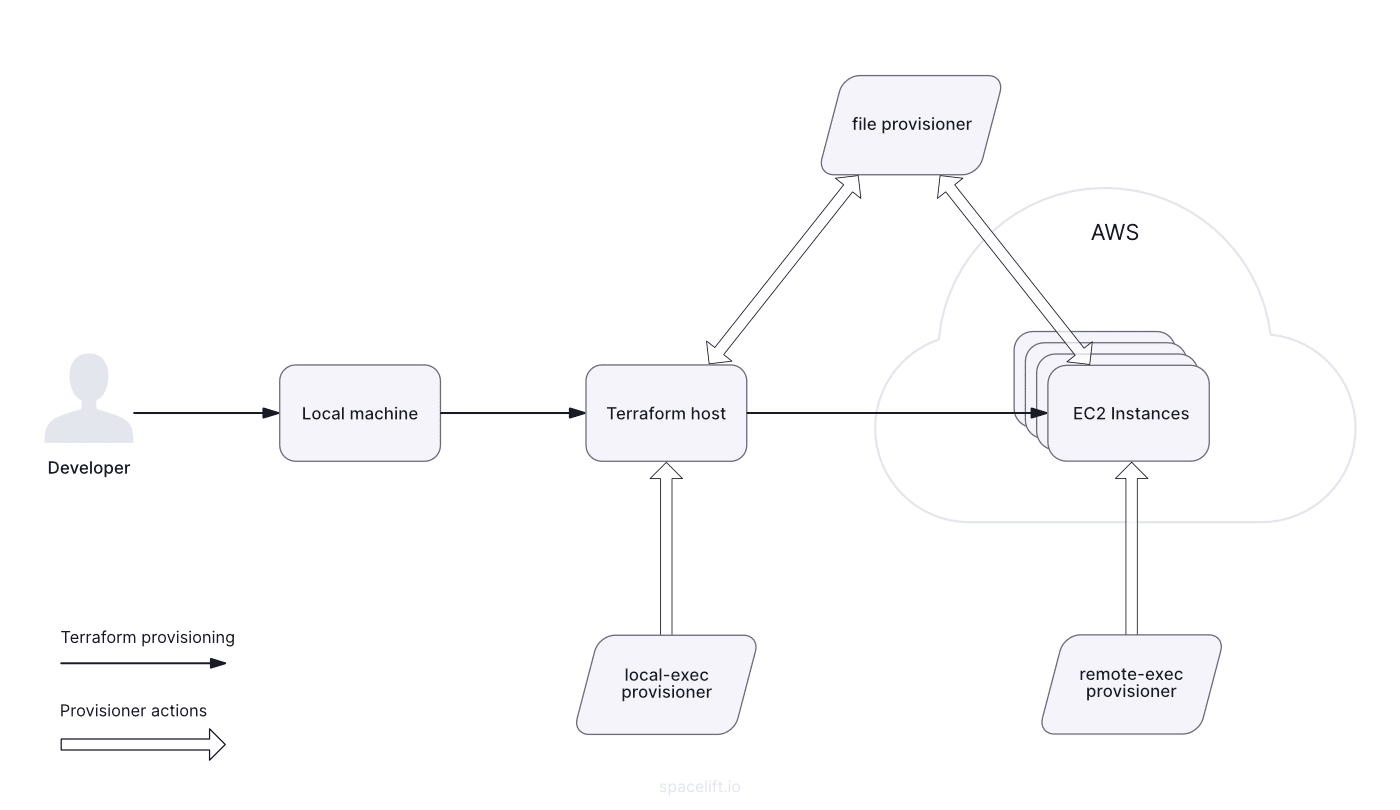 file provisioner
AWS
Local machine
Terraform host
EC2 Instances
Developer
Terraform provisioning
local-exec
provisioner
remote-exec
provisioner
Provisioner actions
spacelift.io